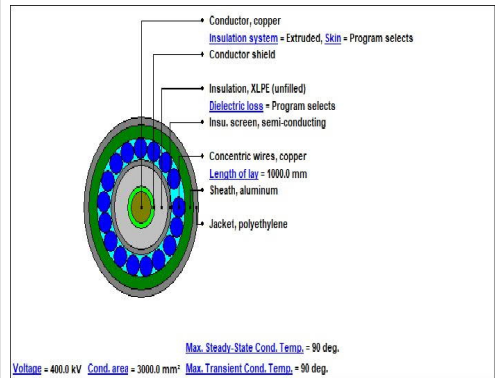 Conductor, copper
Insulation system = Extruded, Skin = Program selects
Conductor shield
Insulation, XLPE (unfilled)
Dielectric loss = Program selects
Insu. screen, semi-conducting
Concentric wires, copper
Length of lay = 1000.0 mm
Sheath, aluminum
Jacket, polyethylene
Max. Steady-State Cond. Temp. = 90 deg.
Voltage = 400.0 kV Cond. area = 3000.0 mm² Max. Transient Cond. Temp. = 90 deg.